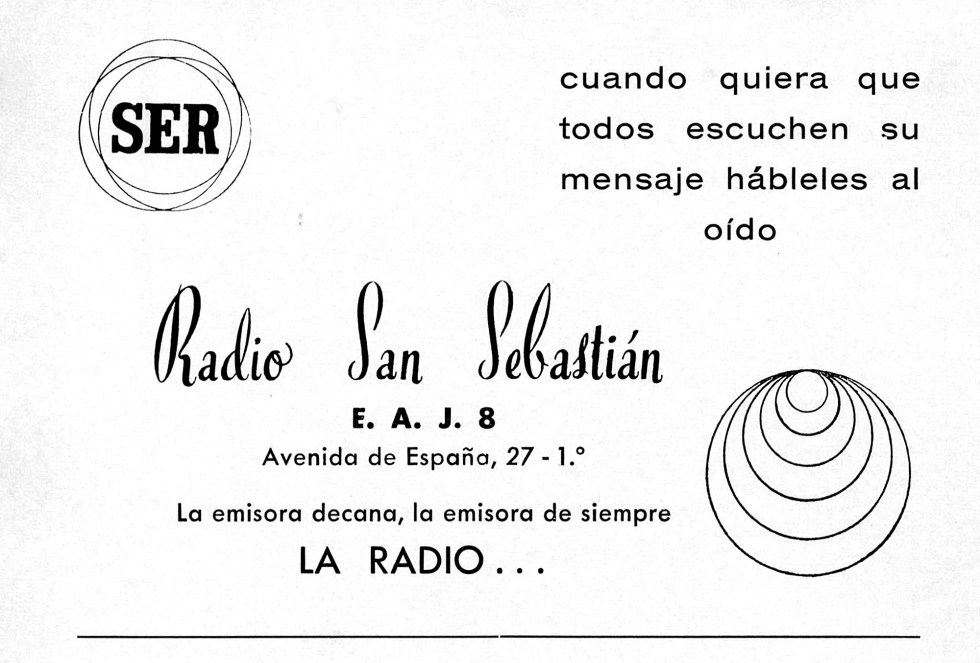 SER
cuando quiera que
todos escuchen su
mensaje hábleles al
oído
Radio San Sebastián
E. A. J. 8
Avenida de España, 27 - 1.º
La emisora decana, la emisora de siempre
LA RADIO . . .